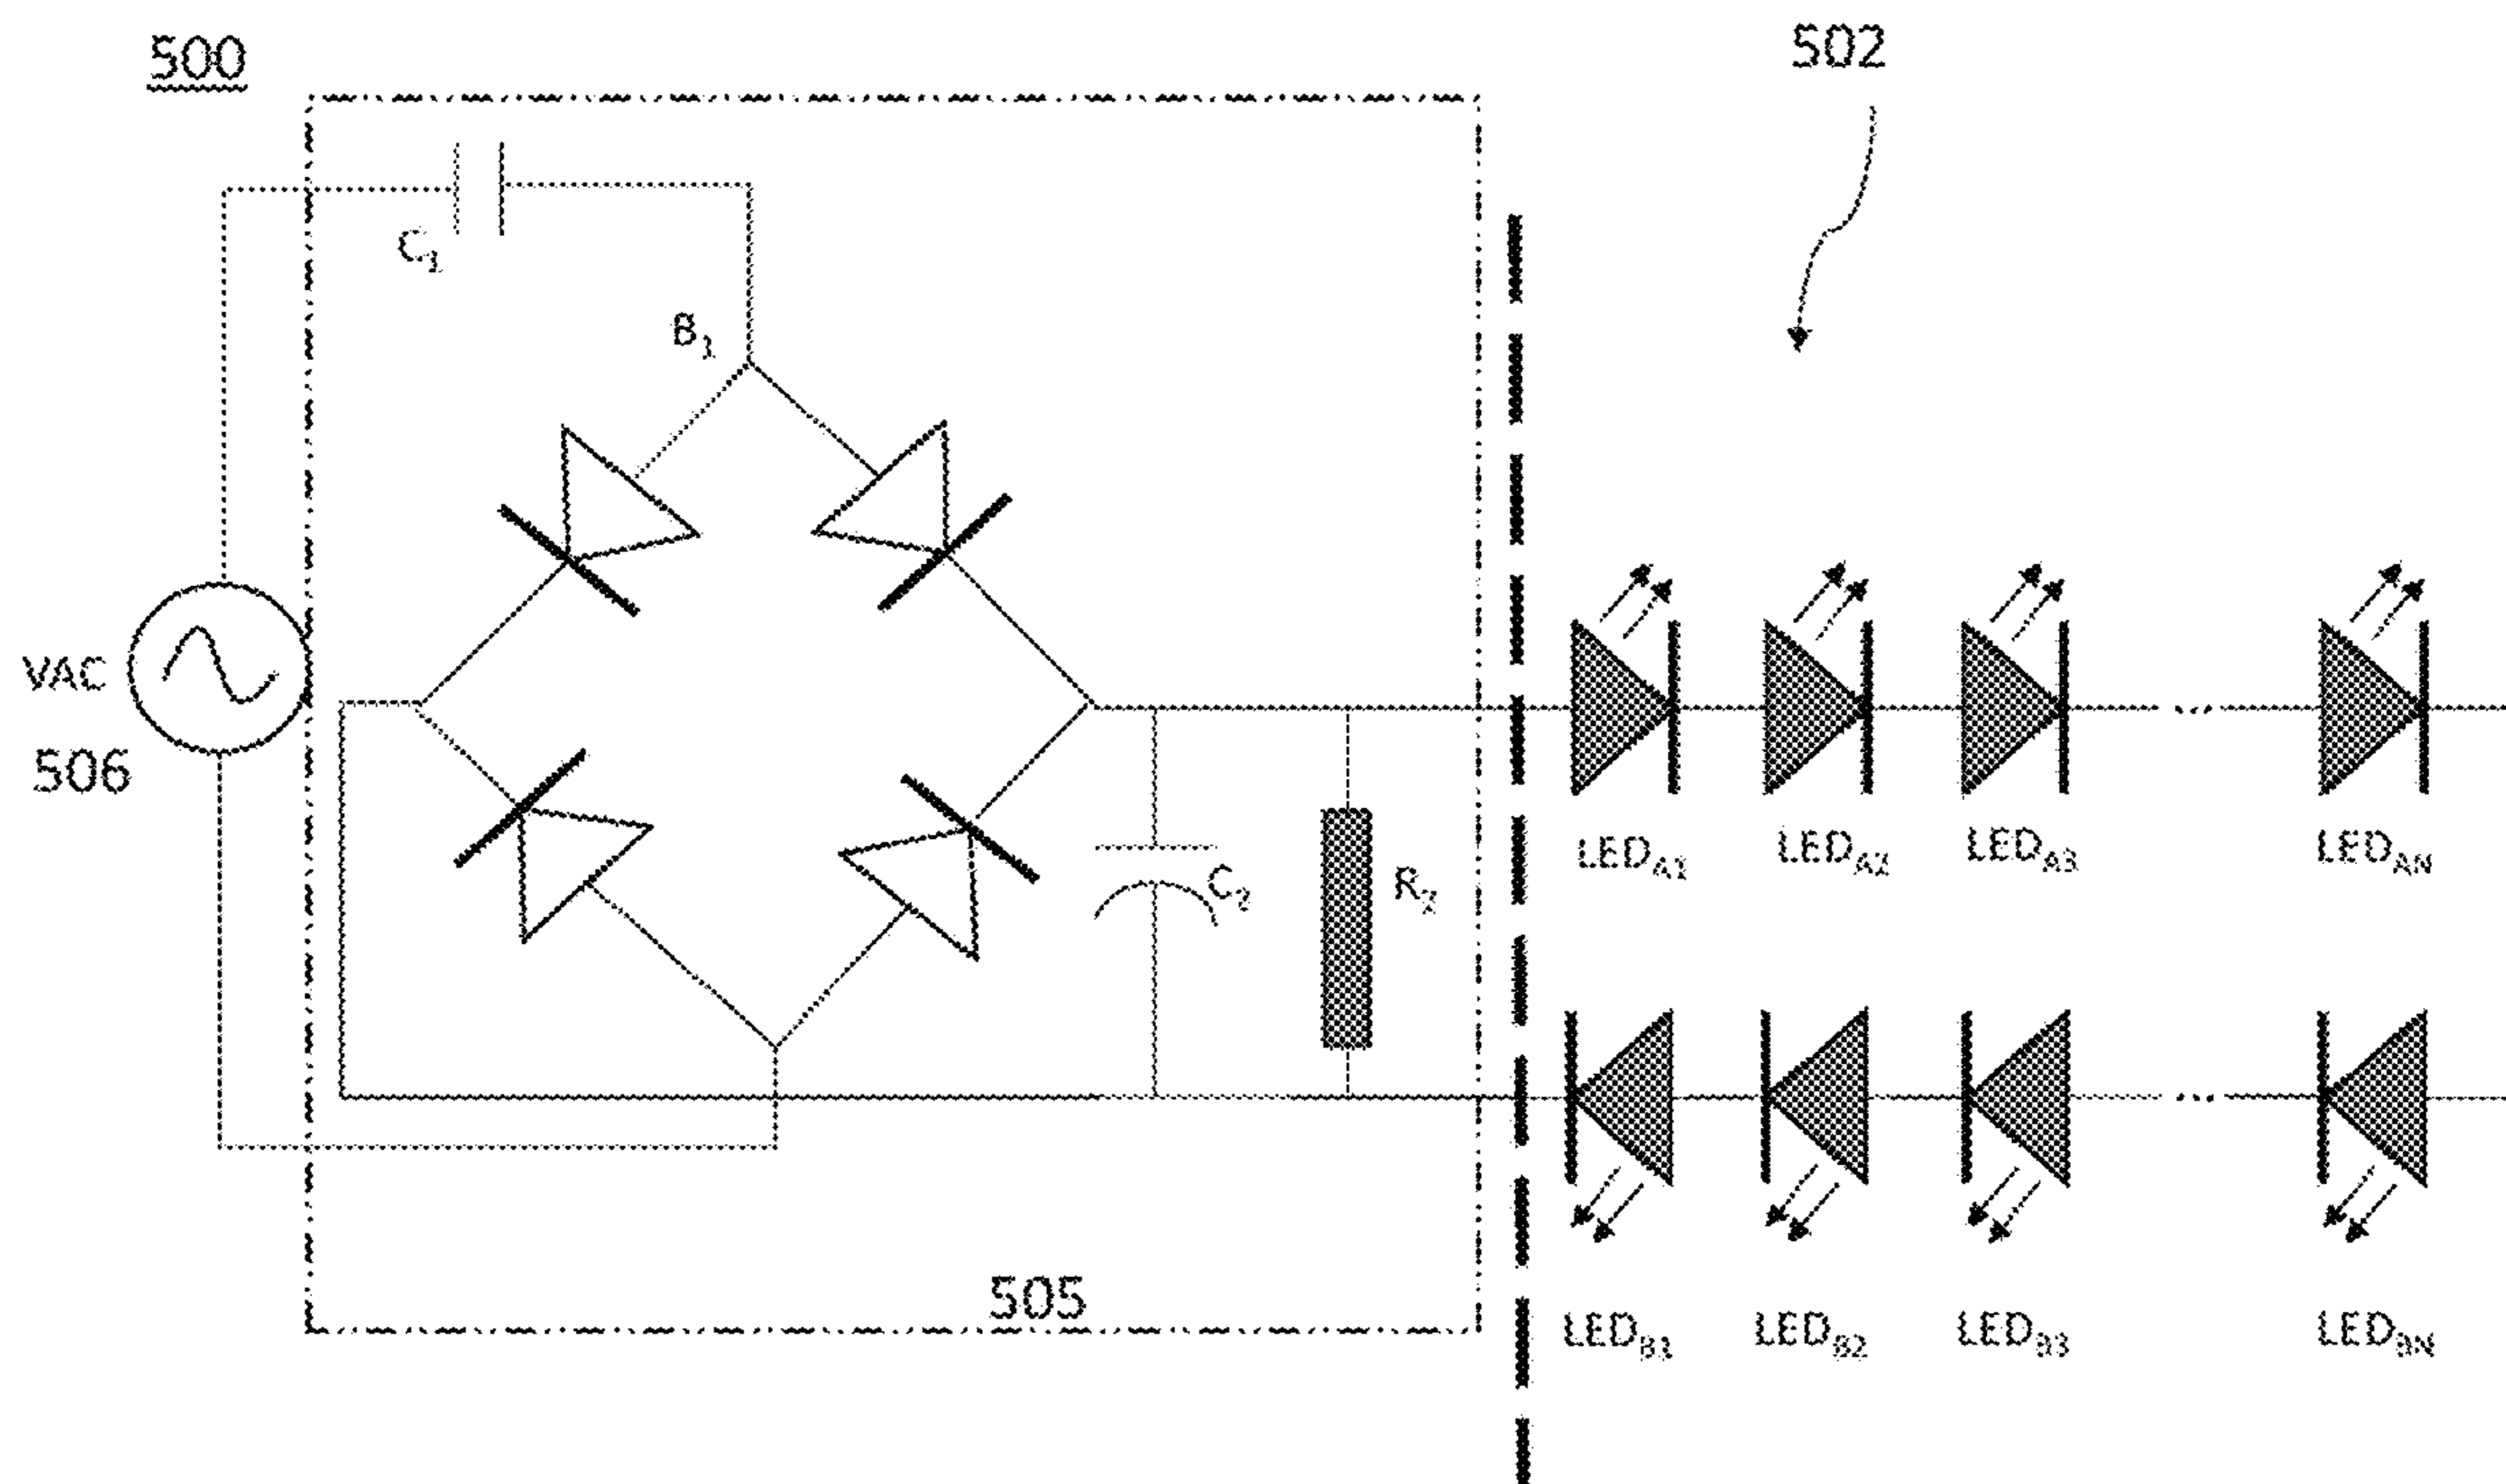 500
502
C1
B1
VAC
506
C2
R2
LEDA1
LEDA2
LEDA3
LEDAN
LEDB1
LEDB2
LEDB3
LEDBN
505